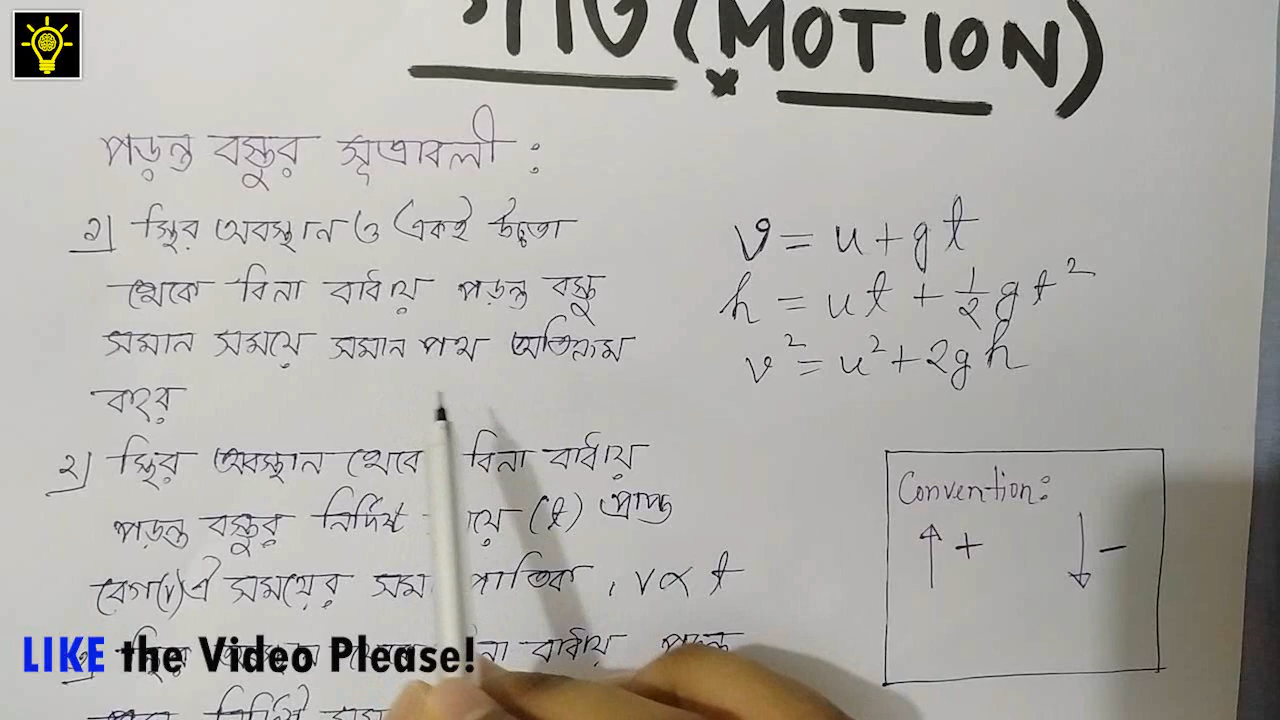 গতি (MOTION)
পড়ন্ত বস্তুর সূত্রাবলী :
১) স্থির অবস্থান ও একই উচ্চতা
থেকে বিনা বাধায় পড়ন্ত বস্তু
সমান সময়ে সমান পথ অতিক্রম
করে
v = u + gt
h = ut + ½gt²
v² = u² + 2gh
২) স্থির অবস্থান থেকে বিনা বাধায়
পড়ন্ত বস্তুর নির্দিষ্ট (t) প্রাপ্ত
বেগ(v) ঐ সময়ের , v ∝ t
বাধায় পড়ন্ত
নির্দিষ্ট
Convention:
↑ + ↓ −
LIKE the Video Please!